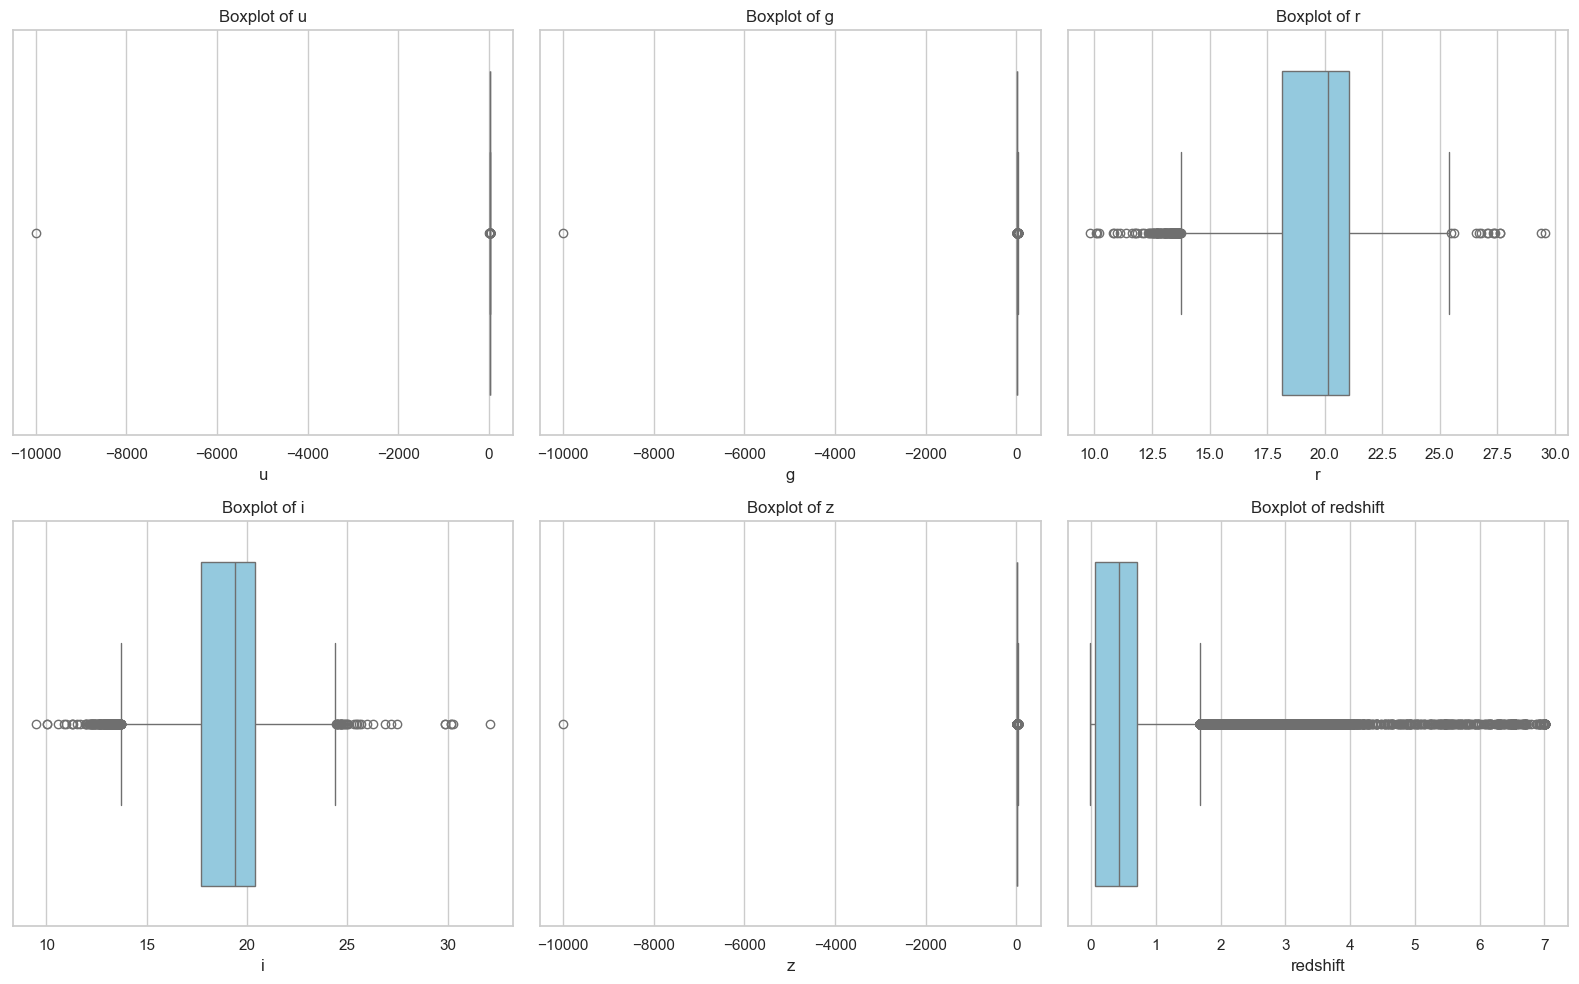 Boxplot of u
−10000 −8000 −6000 −4000 −2000 0
u
Boxplot of g
−10000 −8000 −6000 −4000 −2000 0
g
Boxplot of r
10.0 12.5 15.0 17.5 20.0 22.5 25.0 27.5 30.0
r
Boxplot of i
10 15 20 25 30
i
Boxplot of z
−10000 −8000 −6000 −4000 −2000 0
z
Boxplot of redshift
0 1 2 3 4 5 6 7
redshift